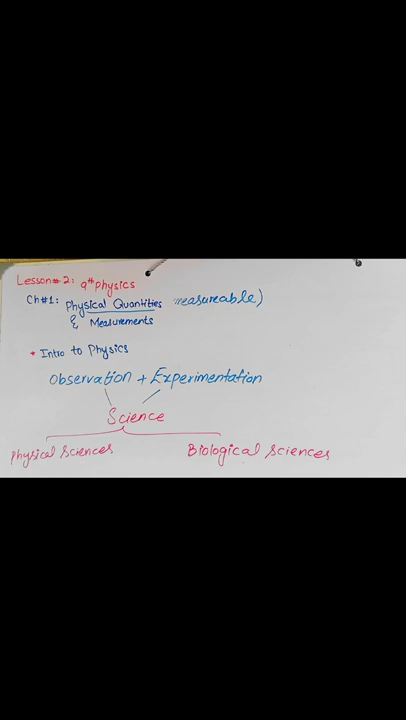 Lesson#2: 9th physics
Ch#1: Physical Quantities measureable)
& Measurements
* Intro to Physics
Observation + Experimentation
Science
Physical Sciences Biological Sciences